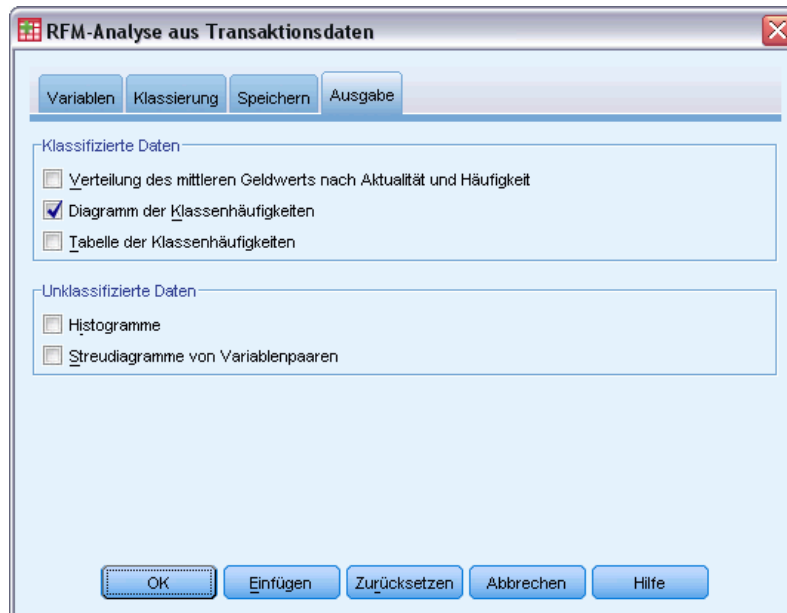 RFM-Analyse aus Transaktionsdaten
Variablen Klassierung Speichern Ausgabe
Klassifizierte Daten
Verteilung des mittleren Geldwerts nach Aktualität und Häufigkeit
Diagramm der Klassenhäufigkeiten
Tabelle der Klassenhäufigkeiten
Unklassifizierte Daten
Histogramme
Streudiagramme von Variablenpaaren
OK Einfügen Zurücksetzen Abbrechen Hilfe